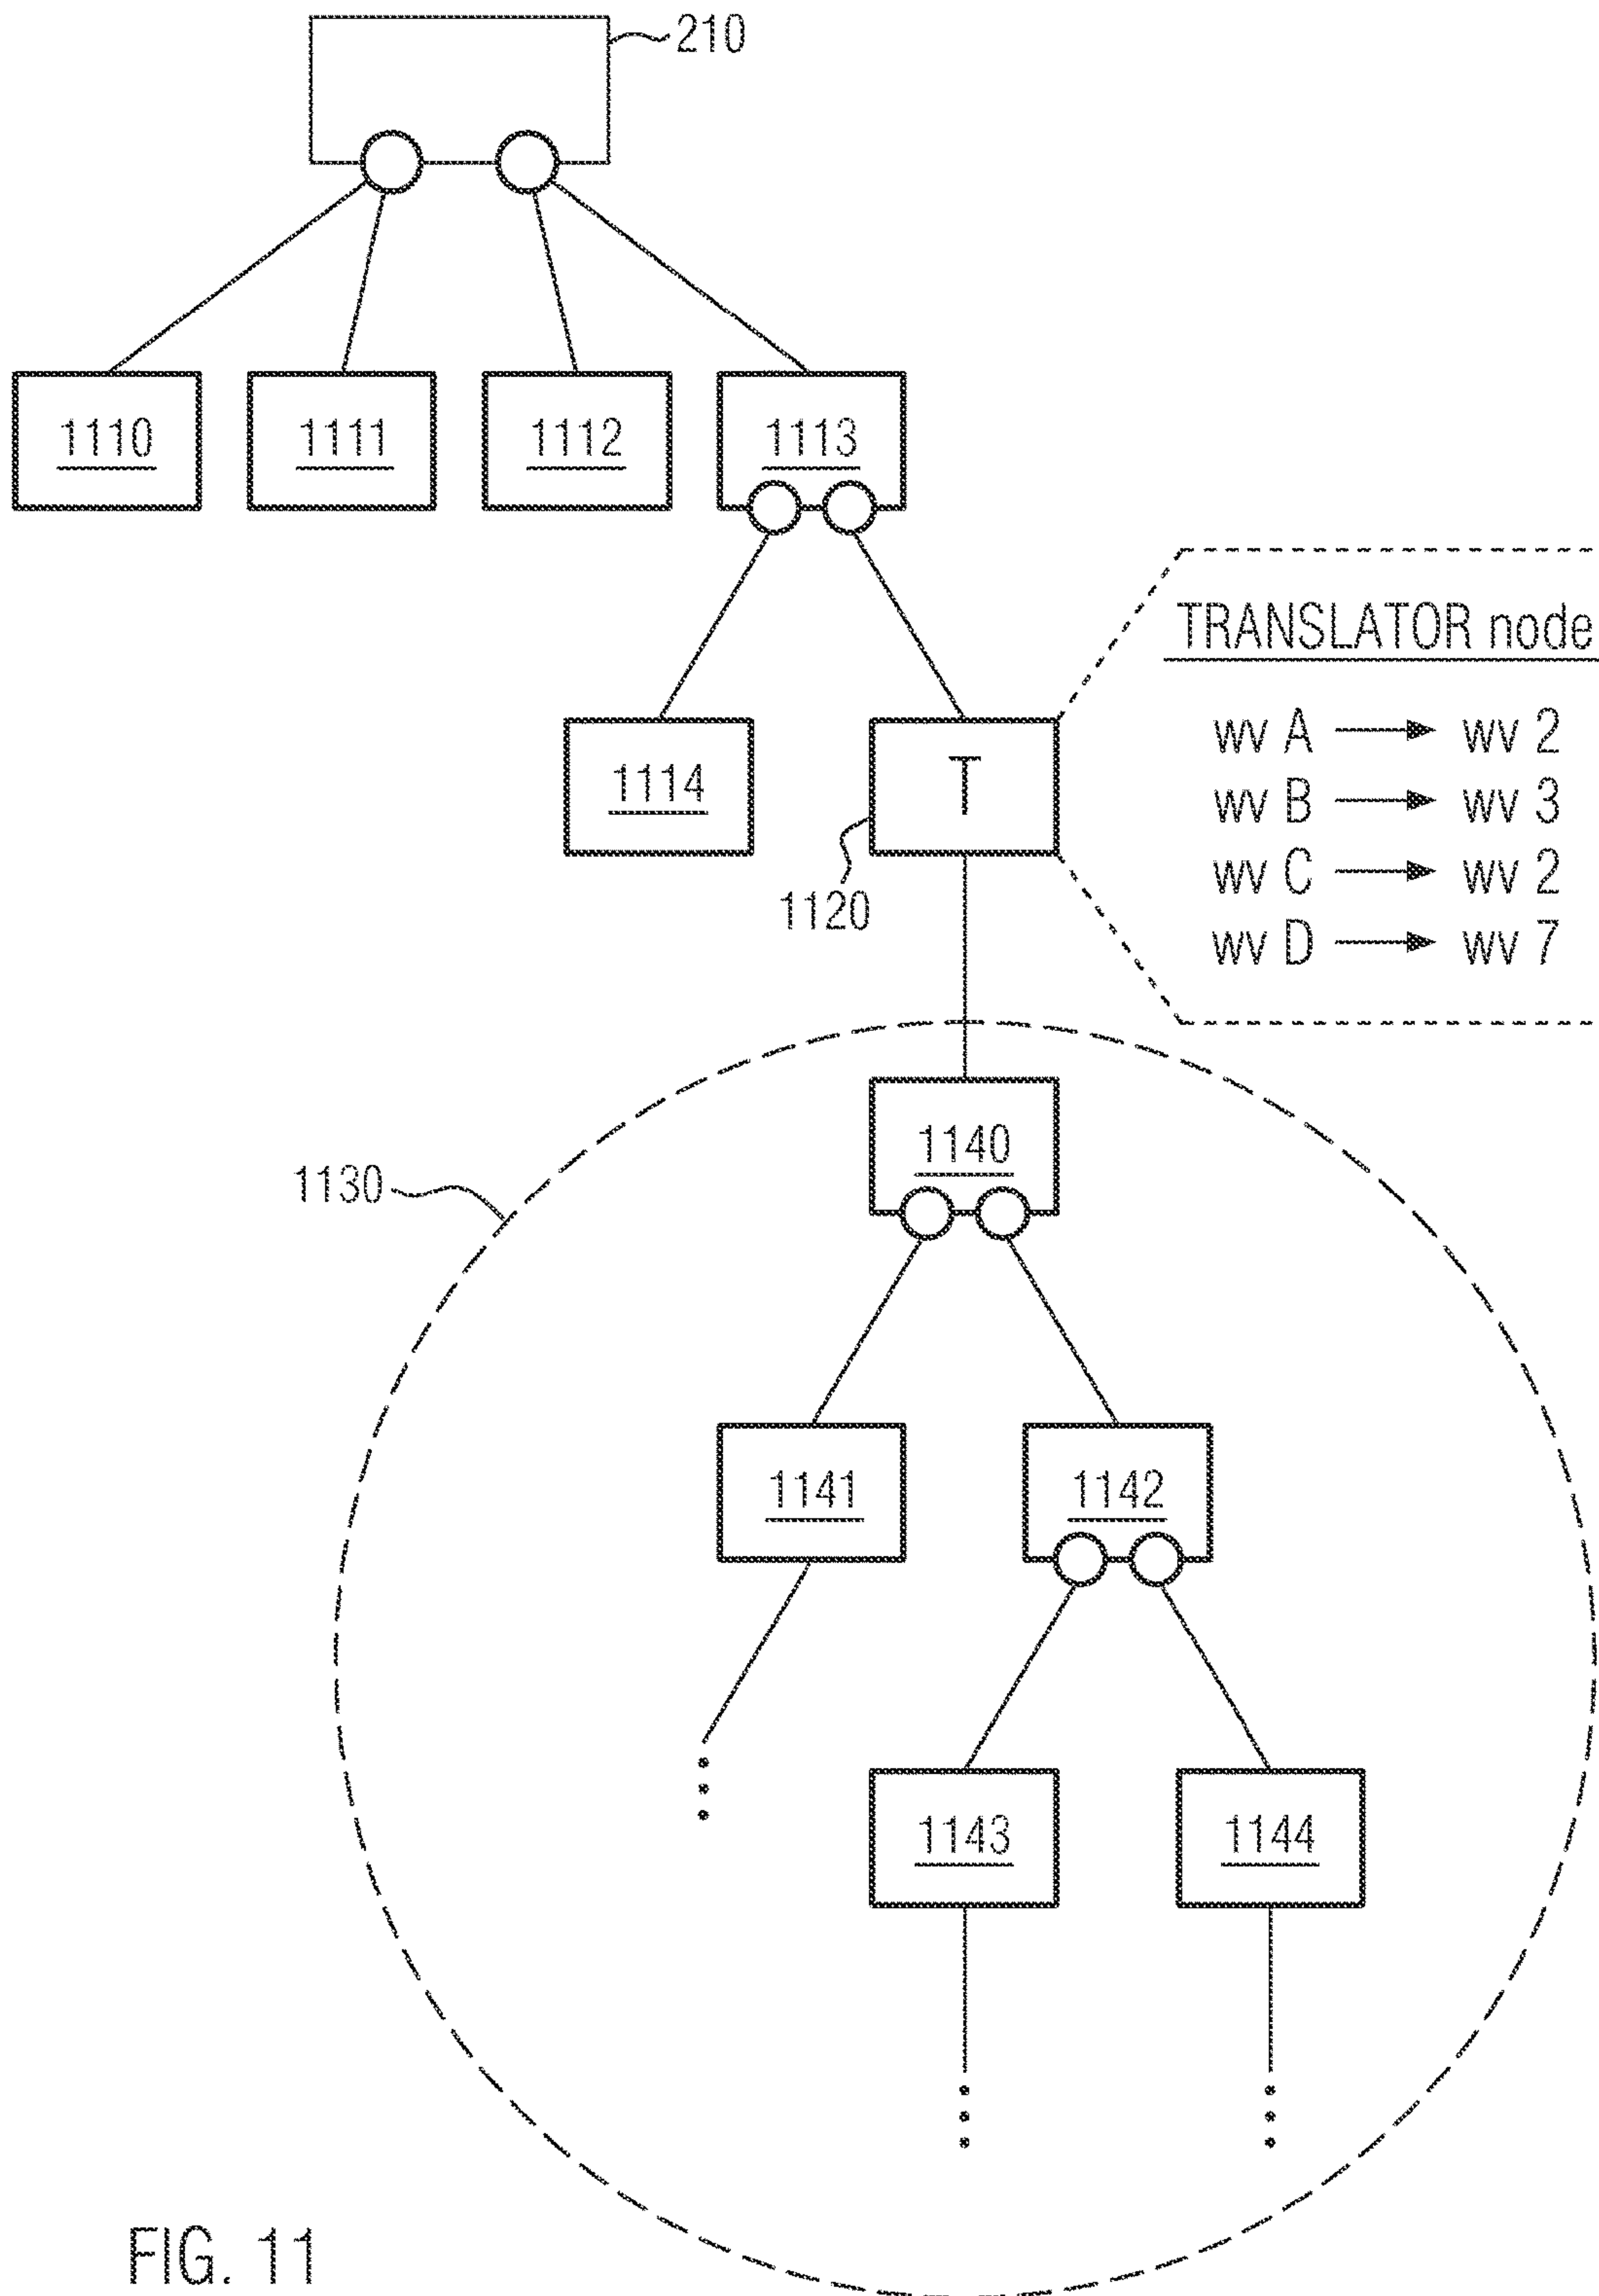 210
1110
1111
1112
1113
TRANSLATOR node
wv A wv 2
wv B wv 3
wv C wv 2
wv D wv 7
1114
T
1120
1140
1130
1141
1142
1143
1144
FIG. 11